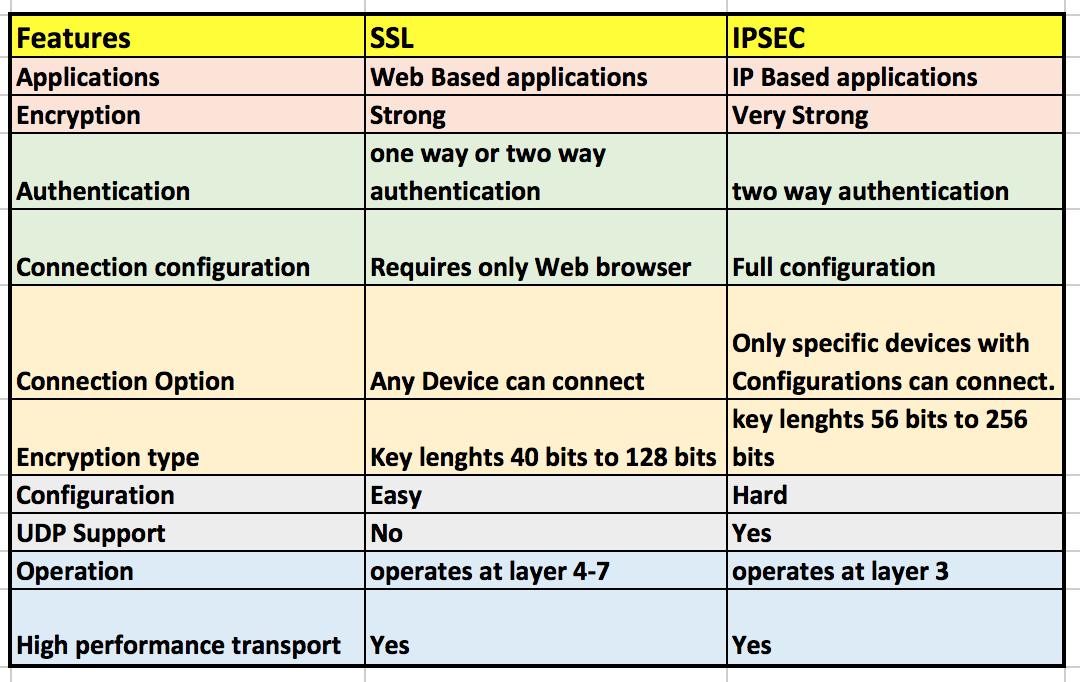 Features SSL IPSEC
Applications Web Based applications IP Based applications
Encryption Strong Very Strong
one way or two way
Authentication authentication two way authentication
Connection configuration Requires only Web browser Full configuration
Only specific devices with
Connection Option Any Device can connect Configurations can connect.
key lenghts 56 bits to 256
Encryption type Key lenghts 40 bits to 128 bits bits
Configuration Easy Hard
UDP Support No Yes
Operation operates at layer 4-7 operates at layer 3
High performance transport Yes Yes